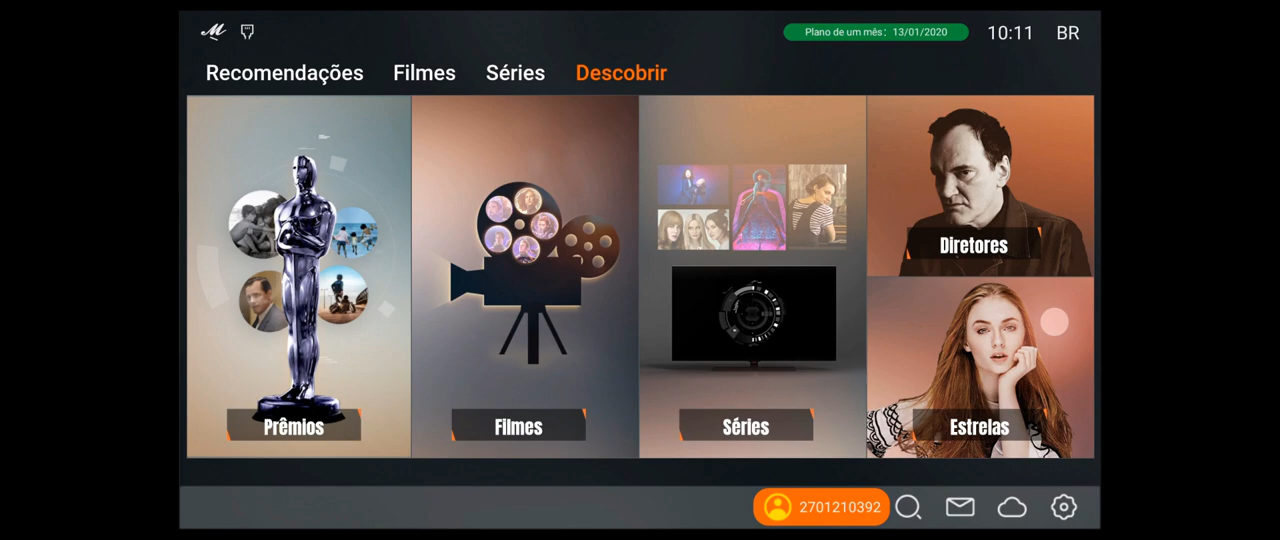 Plano de um mês: 13/01/2020
10:11
BR
Recomendações
Filmes
Séries
Descobrir
Prêmios
Filmes
Séries
Diretores
Estrelas
2701210392